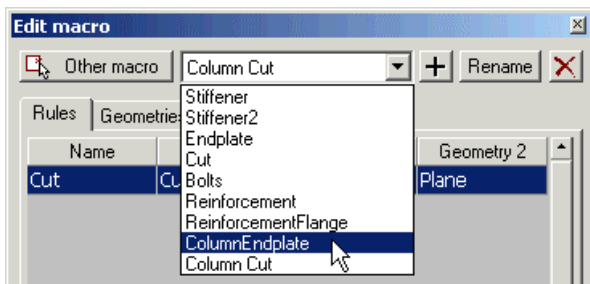 Edit macro
Other macro Column Cut Rename
Rules Geometries
Name Geometry 2
Cut Cu Plane
Stiffener
Stiffener2
Endplate
Cut
Bolts
Reinforcement
ReinforcementFlange
ColumnEndplate
Column Cut